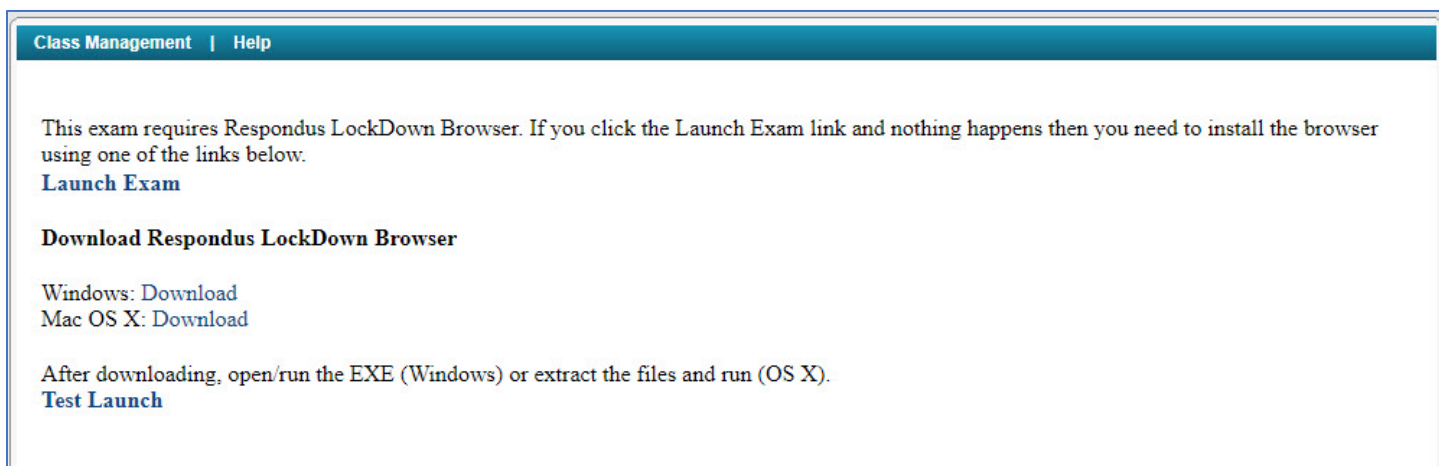 Class Management | Help
This exam requires Respondus LockDown Browser. If you click the Launch Exam link and nothing happens then you need to install the browser
using one of the links below.
Launch Exam
Download Respondus LockDown Browser
Windows: Download
Mac OS X: Download
After downloading, open/run the EXE (Windows) or extract the files and run (OS X).
Test Launch